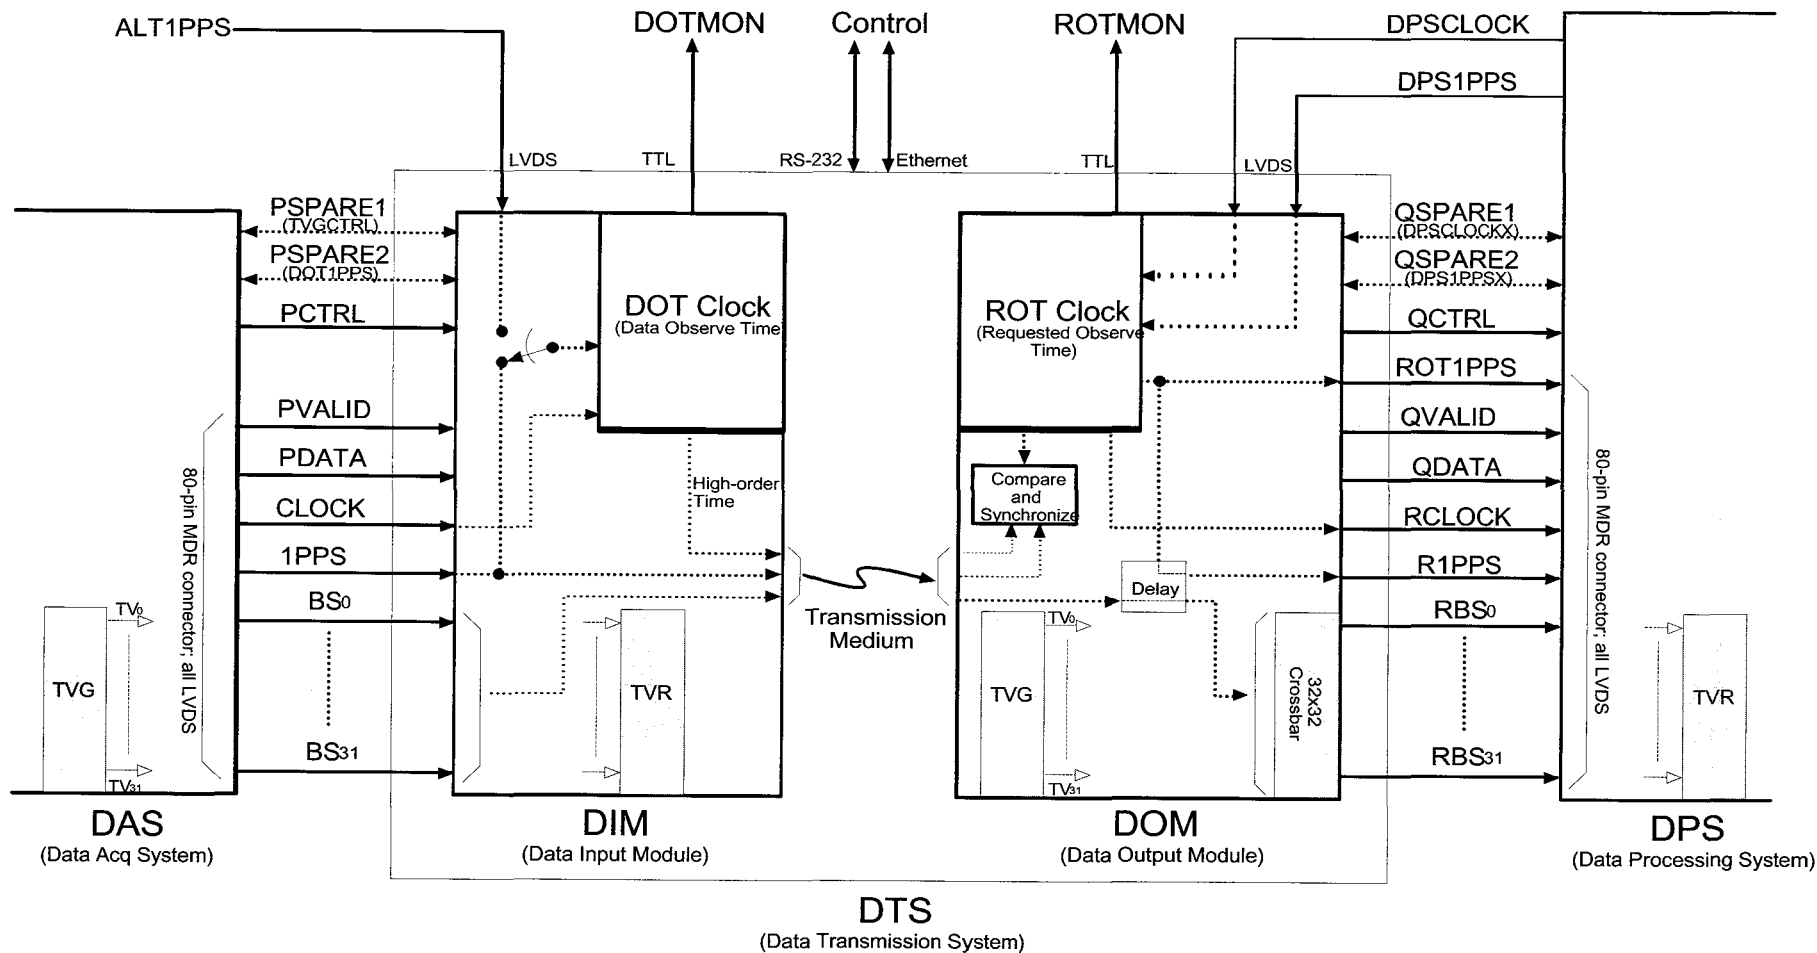 ALT1PPS
DOTMON
Control
ROTMON
DPSCLOCK
DPS1PPS
LVDS
TTL
RS-232
Ethernet
TTL
LVDS
PSPARE1
(TVGCTRL)
PSPARE2
(DOT1PPS)
PCTRL
PVALID
PDATA
CLOCK
1PPS
BS0
BS31
80-pin MDR connector; all LVDS
TVG
TV0
TV31
DAS
(Data Acq System)
DOT Clock
(Data Observe Time)
High-order
Time
TVR
DIM
(Data Input Module)
Transmission
Medium
ROT Clock
(Requested Observe
Time)
Compare
and
Synchronize
Delay
TVG
TV0
TV31
32x32
Crossbar
DOM
(Data Output Module)
QSPARE1
(DPSCLOCKX)
QSPARE2
(DPS1PPSX)
QCTRL
ROT1PPS
QVALID
QDATA
RCLOCK
R1PPS
RBS0
RBS31
80-pin MDR connector; all LVDS
TVR
DPS
(Data Processing System)
DTS
(Data Transmission System)